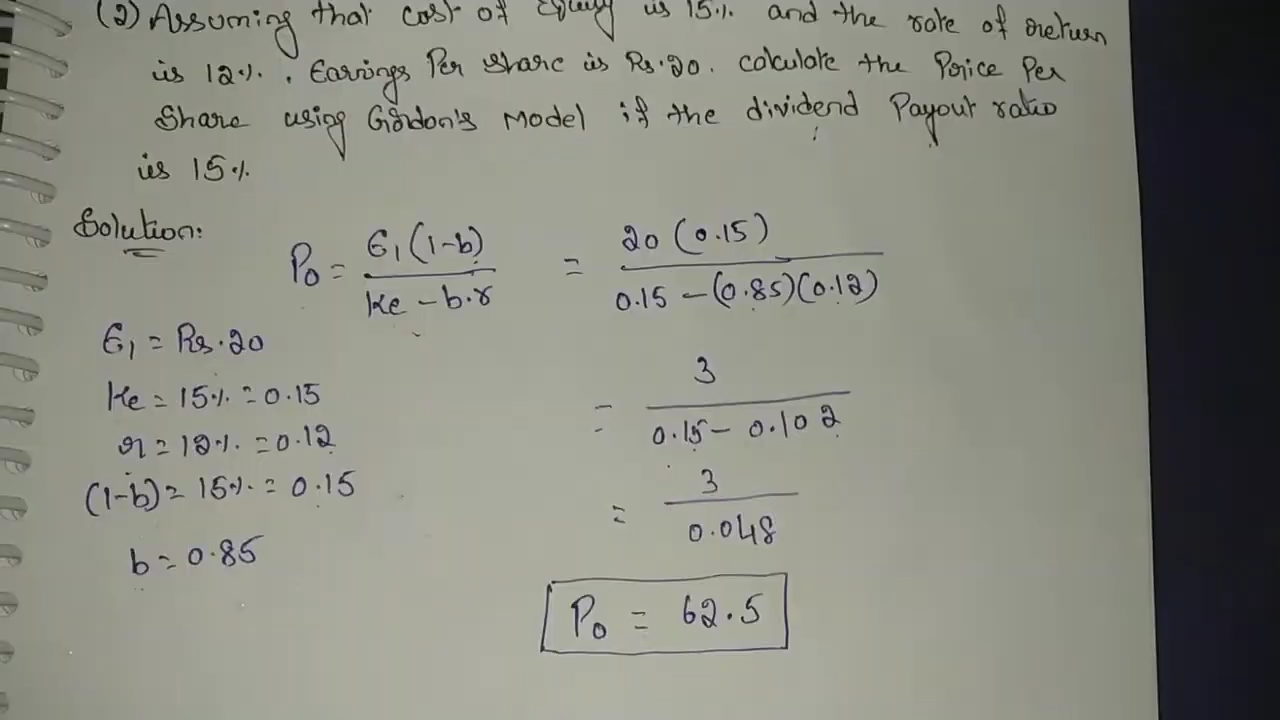 (2) Assuming that cost of Equity is 15% and the rate of return
is 12%. Earnings Per share is Rs.20. calculate the Price Per
Share using Gordon's Model if the dividend Payout ratio
is 15%
Solution:
P0 = E1(1-b) / Ke - b.r = 20(0.15) / 0.15 - (0.85)(0.12)
E1 = Rs.20
Ke = 15% = 0.15
r = 12% = 0.12
(1-b) = 15% = 0.15
b = 0.85
= 3 / 0.15 - 0.102
= 3 / 0.048
P0 = 62.5